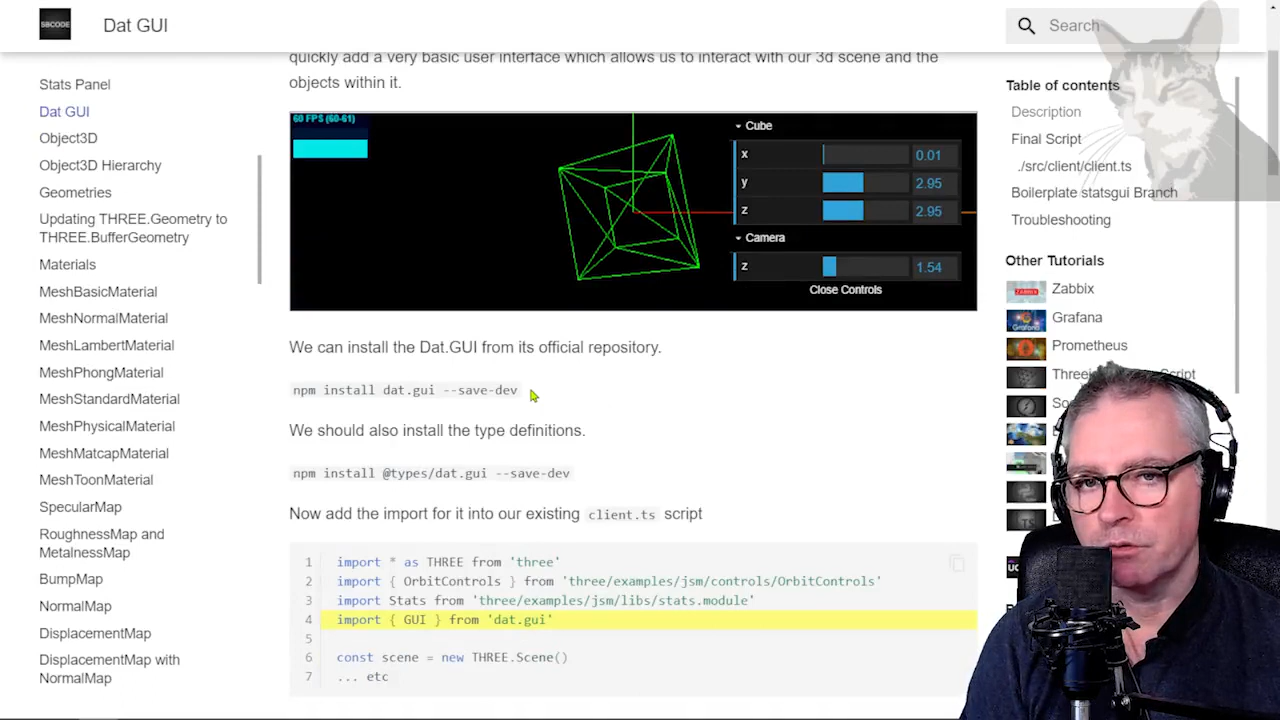 SBCODE
Dat GUI
Search
Stats Panel
Dat GUI
Object3D
Object3D Hierarchy
Geometries
Updating THREE.Geometry to
THREE.BufferGeometry
Materials
MeshBasicMaterial
MeshNormalMaterial
MeshLambertMaterial
MeshPhongMaterial
MeshStandardMaterial
MeshPhysicalMaterial
MeshMatcapMaterial
MeshToonMaterial
SpecularMap
RoughnessMap and
MetalnessMap
BumpMap
NormalMap
DisplacementMap
DisplacementMap with
NormalMap
quickly add a very basic user interface which allows us to interact with our 3d scene and the
objects within it.
60 FPS (60-61)
Cube
x 0.01
y 2.95
z 2.95
Camera
z 1.54
Close Controls
We can install the Dat.GUI from its official repository.
npm install dat.gui --save-dev
We should also install the type definitions.
npm install @types/dat.gui --save-dev
Now add the import for it into our existing client.ts script
1 import * as THREE from 'three'
2 import { OrbitControls } from 'three/examples/jsm/controls/OrbitControls'
3 import Stats from 'three/examples/jsm/libs/stats.module'
4 import { GUI } from 'dat.gui'
5
6 const scene = new THREE.Scene()
7 ... etc
Table of contents
Description
Final Script
./src/client/client.ts
Boilerplate statsgui Branch
Troubleshooting
Other Tutorials
Zabbix
Grafana
Prometheus